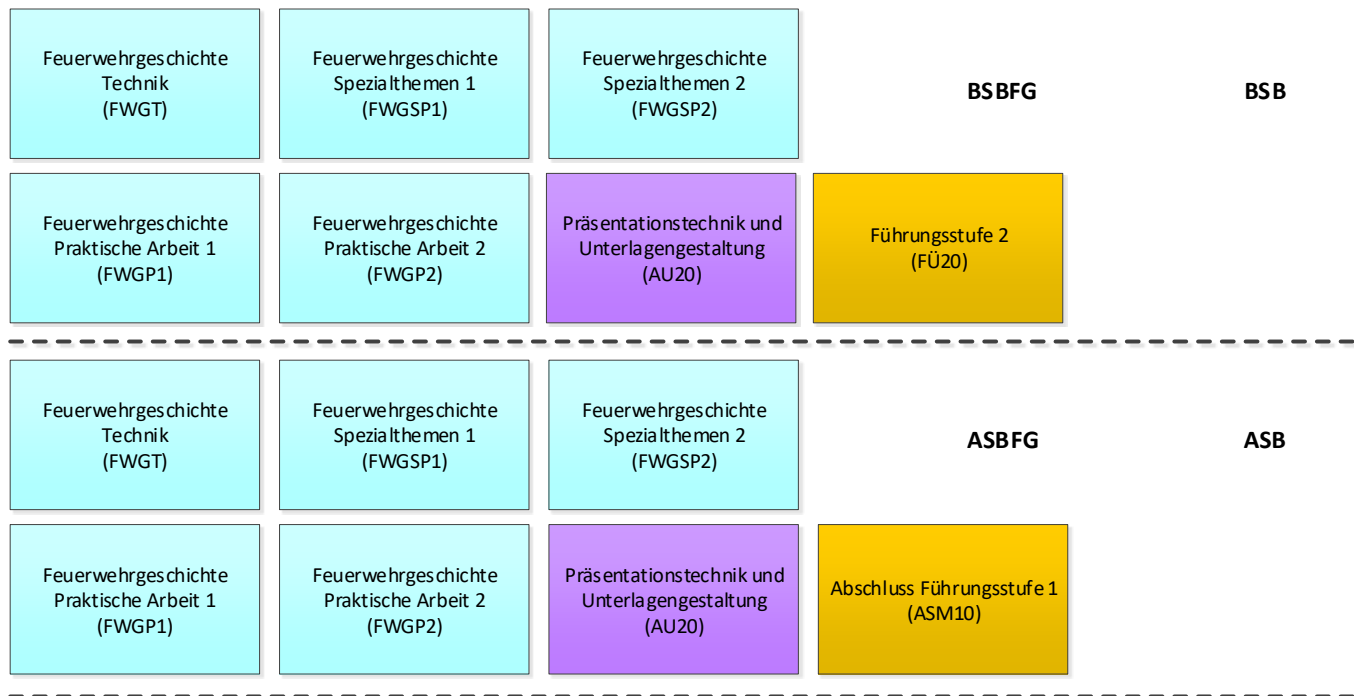 Feuerwehrgeschichte
Technik
(FWGT)
Feuerwehrgeschichte
Spezialthemen 1
(FWGSP1)
Feuerwehrgeschichte
Spezialthemen 2
(FWGSP2)
BSBFG
BSB
Feuerwehrgeschichte
Praktische Arbeit 1
(FWGP1)
Feuerwehrgeschichte
Praktische Arbeit 2
(FWGP2)
Präsentationstechnik und
Unterlagengestaltung
(AU20)
Führungsstufe 2
(FÜ20)
Feuerwehrgeschichte
Technik
(FWGT)
Feuerwehrgeschichte
Spezialthemen 1
(FWGSP1)
Feuerwehrgeschichte
Spezialthemen 2
(FWGSP2)
ASBFG
ASB
Feuerwehrgeschichte
Praktische Arbeit 1
(FWGP1)
Feuerwehrgeschichte
Praktische Arbeit 2
(FWGP2)
Präsentationstechnik und
Unterlagengestaltung
(AU20)
Abschluss Führungsstufe 1
(ASM10)